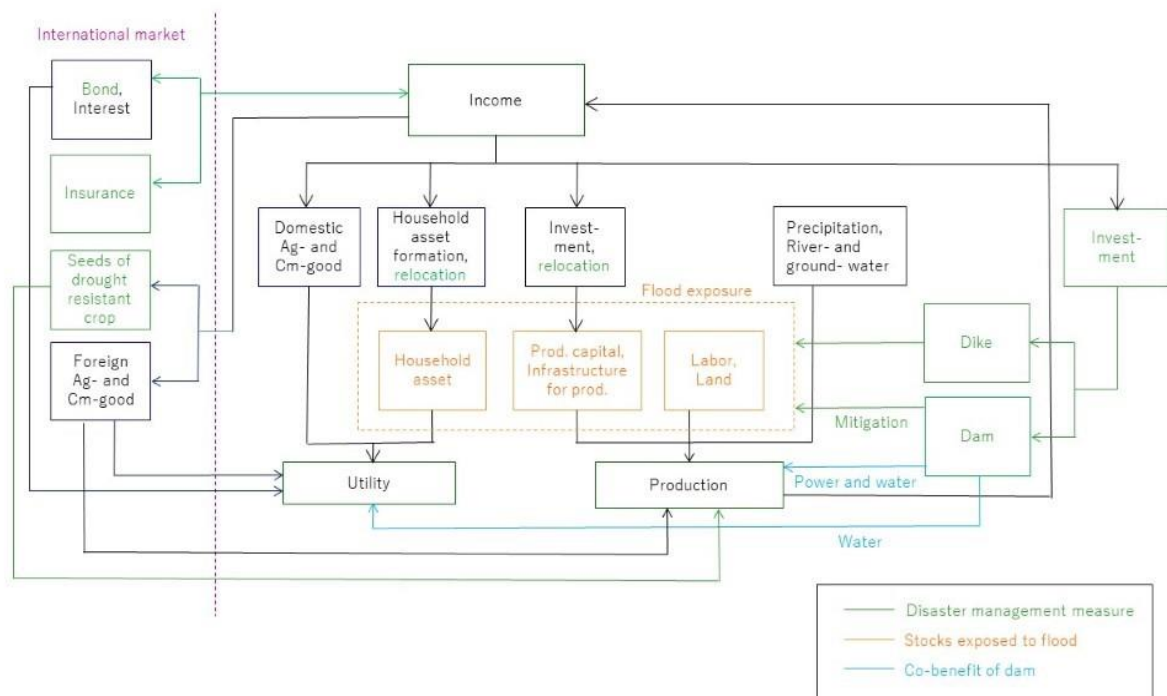 International market
Bond,
Interest
Income
Insurance
Domestic
Ag- and
Cm-good
Household
asset
formation,
relocation
Invest-
ment,
relocation
Precipitation,
River- and
ground- water
Invest-
ment
Seeds of
drought
resistant
crop
Flood exposure
Foreign
Ag- and
Cm-good
Household
asset
Prod. capital,
Infrastructure
for prod.
Labor,
Land
Dike
Mitigation
Dam
Utility
Production
Power and water
Water
Disaster management measure
Stocks exposed to flood
Co-benefit of dam